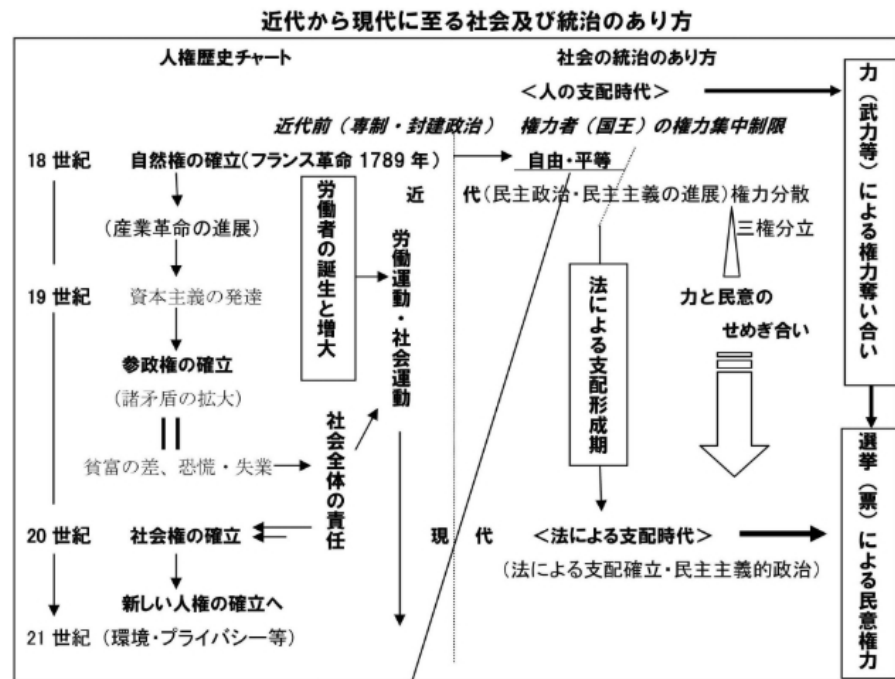 近代から現代に至る社会及び統治のあり方
人権歴史チャート
社会の統治のあり方
＜人の支配時代＞
近代前（専制・封建政治）
権力者（国王）の権力集中制限
18 世紀
自然権の確立(フランス革命 1789 年)
自由・平等
近 代(民主政治・民主主義の進展)権力分散
三権分立
(産業革命の進展)
労働者の誕生と増大
労働運動・社会運動
19 世紀
資本主義の発達
法による支配形成期
力と民意の
せめぎ合い
力（武力等）による権力奪い合い
参政権の確立
(諸矛盾の拡大)
貧富の差、恐慌・失業
社会全体の責任
20 世紀
社会権の確立
現 代
＜法による支配時代＞
(法による支配確立・民主主義的政治)
選挙（票）による民意権力
新しい人権の確立へ
21 世紀
(環境・プライバシー等)